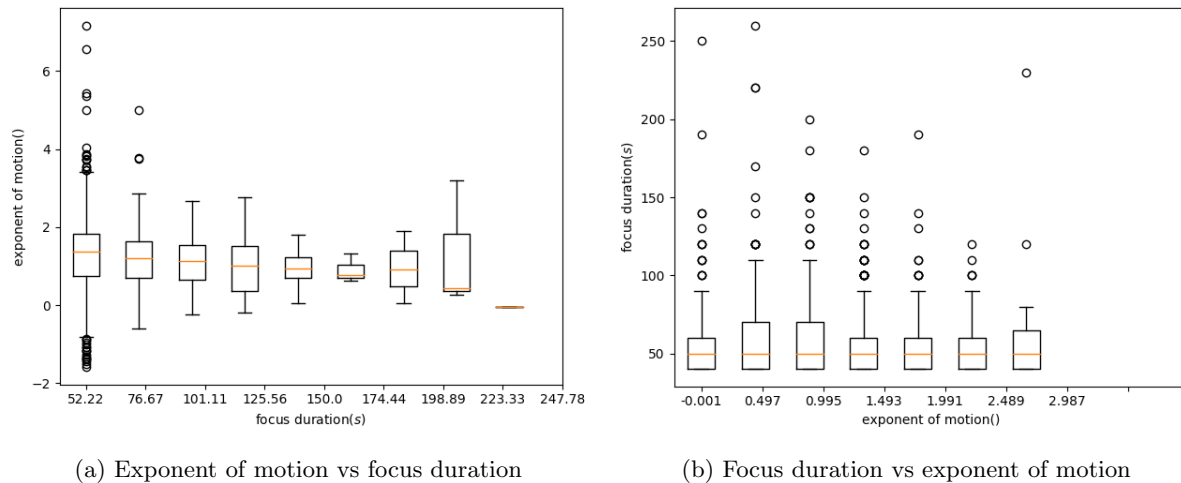 6
4
2
0
−2
exponent of motion()
52.22 76.67 101.11 125.56 150.0 174.44 198.89 223.33 247.78
focus duration(s)
(a) Exponent of motion vs focus duration
250
200
150
100
50
focus duration(s)
-0.001 0.497 0.995 1.493 1.991 2.489 2.987
exponent of motion()
(b) Focus duration vs exponent of motion